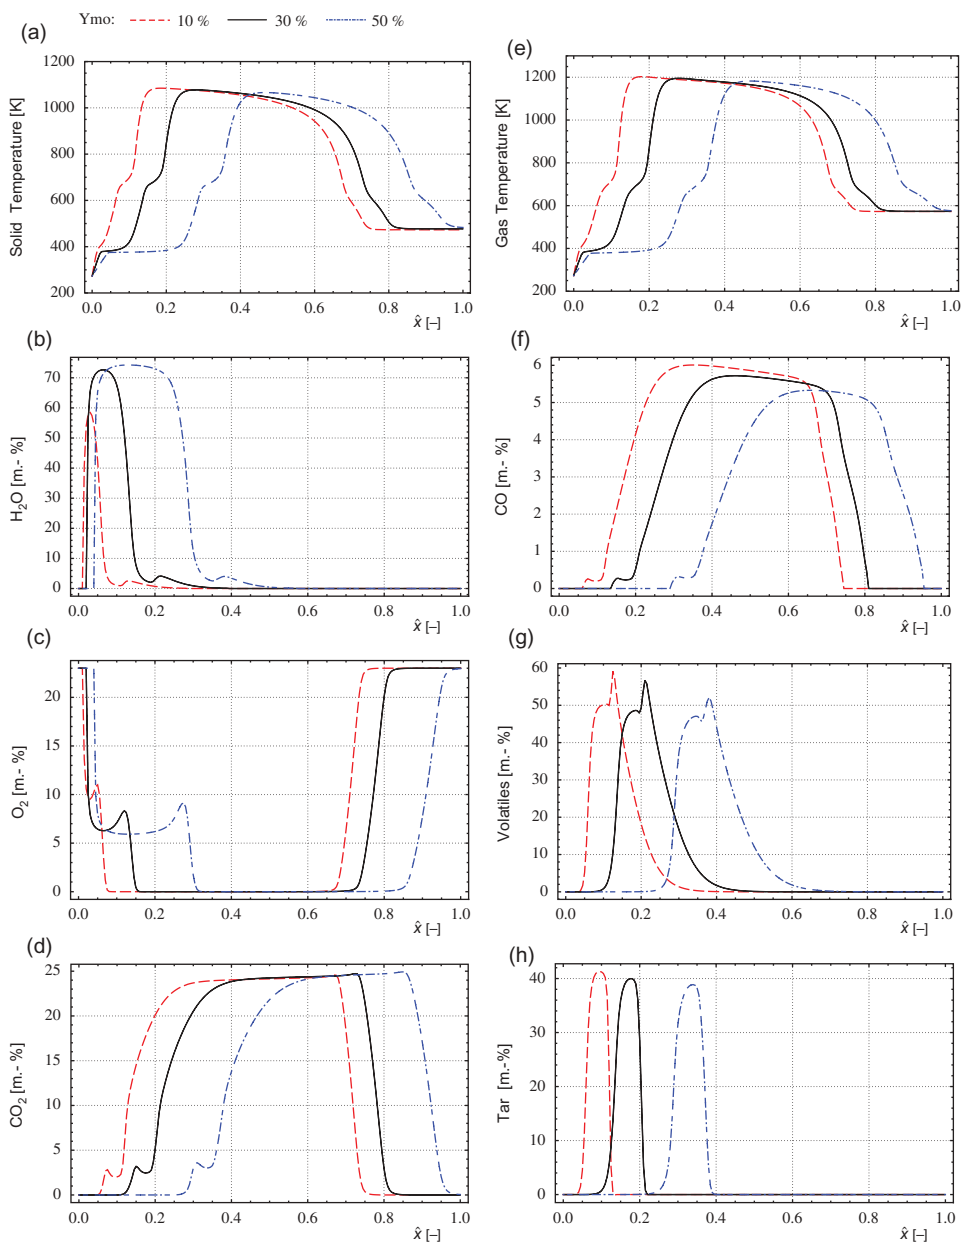 Ymo: 10 % 30 % 50 %
(a)
Solid Temperature [K]
1200
1000
800
600
400
200
0.0 0.2 0.4 0.6 0.8 1.0
x̂ [–]
(e)
Gas Temperature [K]
1200
1000
800
600
400
200
0.0 0.2 0.4 0.6 0.8 1.0
x̂ [–]
(b)
H2O [m.- %]
70
60
50
40
30
20
10
0
0.0 0.2 0.4 0.6 0.8 1.0
x̂ [–]
(f)
CO [m.- %]
6
5
4
3
2
1
0
0.0 0.2 0.4 0.6 0.8 1.0
x̂ [–]
(c)
O2 [m.- %]
20
15
10
5
0
0.0 0.2 0.4 0.6 0.8 1.0
x̂ [–]
(g)
Volatiles [m.- %]
60
50
40
30
20
10
0
0.0 0.2 0.4 0.6 0.8 1.0
x̂ [–]
(d)
CO2 [m.- %]
25
20
15
10
5
0
0.0 0.2 0.4 0.6 0.8 1.0
x̂ [–]
(h)
Tar [m.-%]
40
30
20
10
0
0.0 0.2 0.4 0.6 0.8 1.0
x̂ [–]